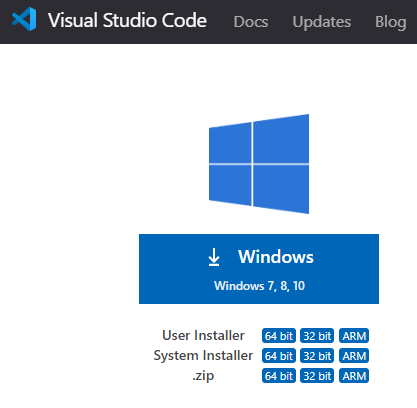 Visual Studio Code Docs Updates Blog
Windows
Windows 7, 8, 10
User Installer 64 bit 32 bit ARM
System Installer 64 bit 32 bit ARM
.zip 64 bit 32 bit ARM